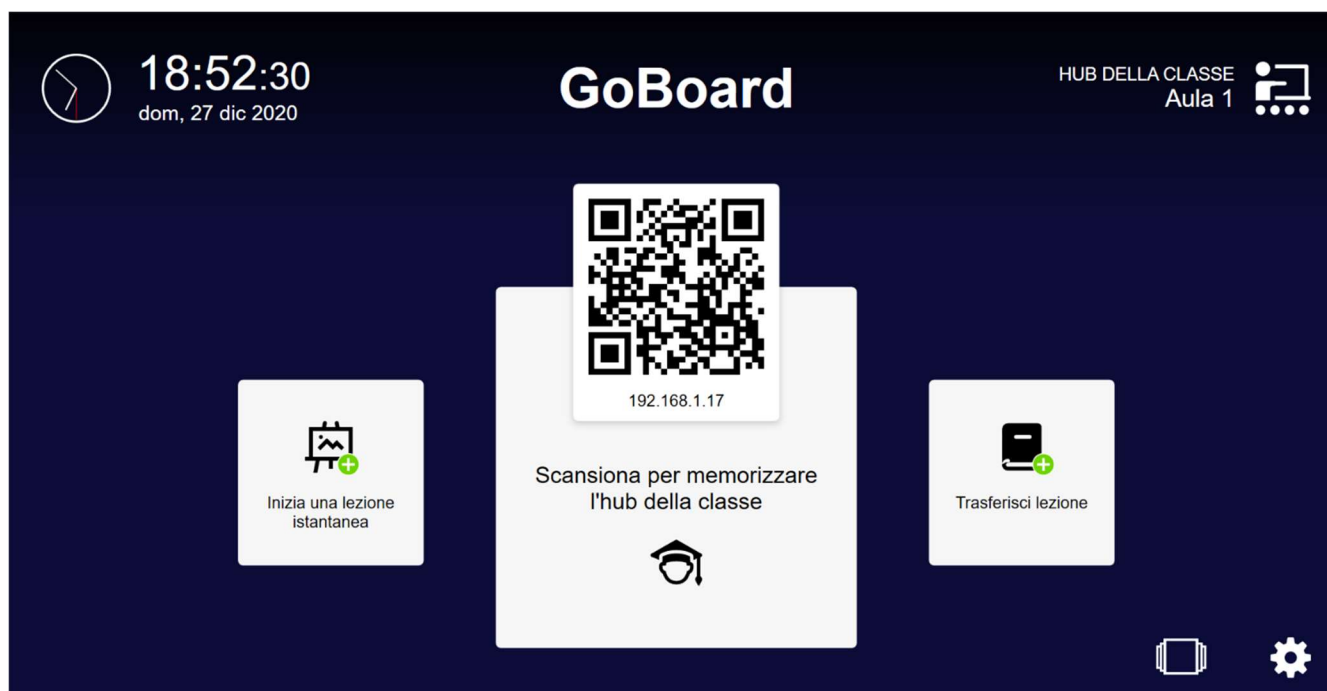 18:52:30
dom, 27 dic 2020
GoBoard
HUB DELLA CLASSE
Aula 1
192.168.1.17
Scansiona per memorizzare
l'hub della classe
Inizia una lezione
istantanea
Trasferisci lezione